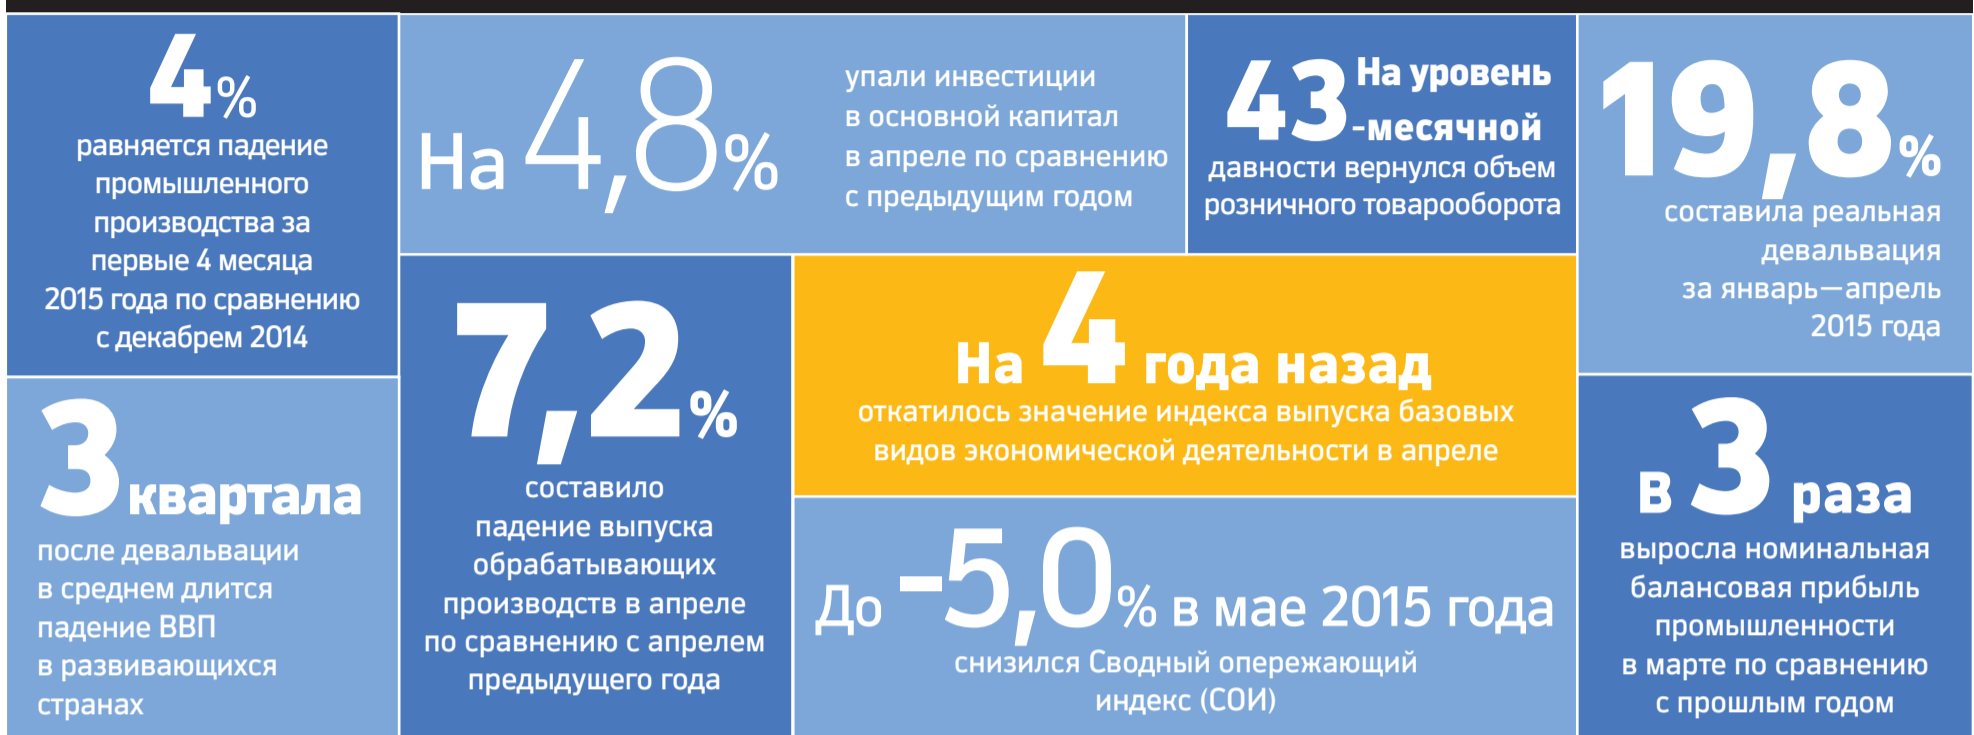 4%
равняется падение
промышленного
производства за
первые 4 месяца
2015 года по сравнению
с декабрем 2014
На 4,8%
упали инвестиции
в основной капитал
в апреле по сравнению
с предыдущим годом
На уровень
43-месячной
давности вернулся объем
розничного товарооборота
19,8%
составила реальная
девальвация
за январь—апрель
2015 года
3 квартала
после девальвации
в среднем длится
падение ВВП
в развивающихся
странах
7,2%
составило
падение выпуска
обрабатывающих
производств в апреле
по сравнению с апрелем
предыдущего года
На 4 года назад
откатилось значение индекса выпуска базовых
видов экономической деятельности в апреле
До -5,0% в мае 2015 года
снизился Сводный опережающий
индекс (СОИ)
В 3 раза
выросла номинальная
балансовая прибыль
промышленности
в марте по сравнению
с прошлым годом